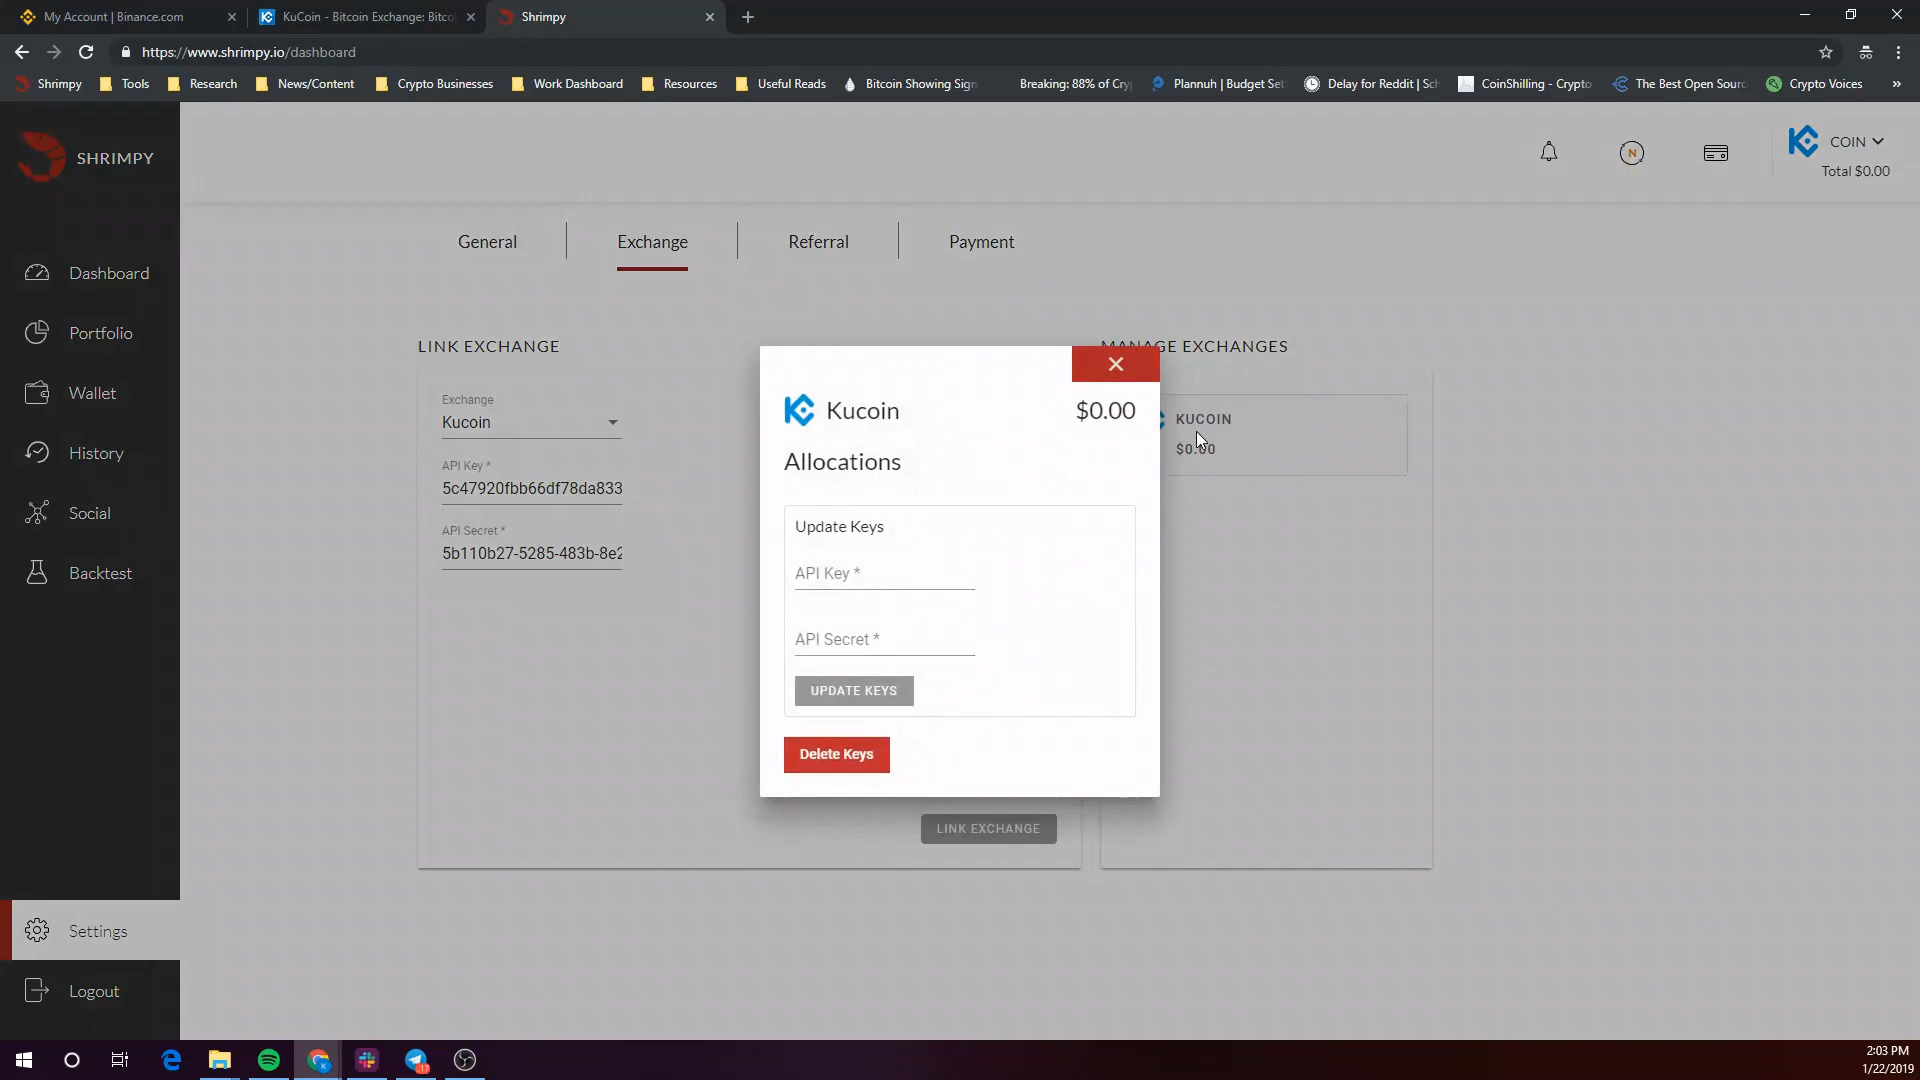 My Account | Binance.com
KuCoin - Bitcoin Exchange: Bitco
Shrimpy
https://www.shrimpy.io/dashboard
Shrimpy
Tools
Research
News/Content
Crypto Businesses
Work Dashboard
Resources
Useful Reads
Bitcoin Showing Sign
Breaking: 88% of Cry
Plannuh | Budget Set
Delay for Reddit | Sch
CoinShilling - Crypto
The Best Open Sourc
Crypto Voices
»
SHRIMPY
N
COIN
Total $0.00
General
Exchange
Referral
Payment
Dashboard
Portfolio
Wallet
History
Social
Backtest
Settings
Logout
LINK EXCHANGE
Exchange
Kucoin
API Key *
5c47920fbb66df78da833
API Secret *
5b110b27-5285-483b-8e2
LINK EXCHANGE
Kucoin
$0.00
Allocations
Update Keys
API Key *
API Secret *
UPDATE KEYS
Delete Keys
MANAGE EXCHANGES
KUCOIN
$0.00
17
2:03 PM
1/22/2019